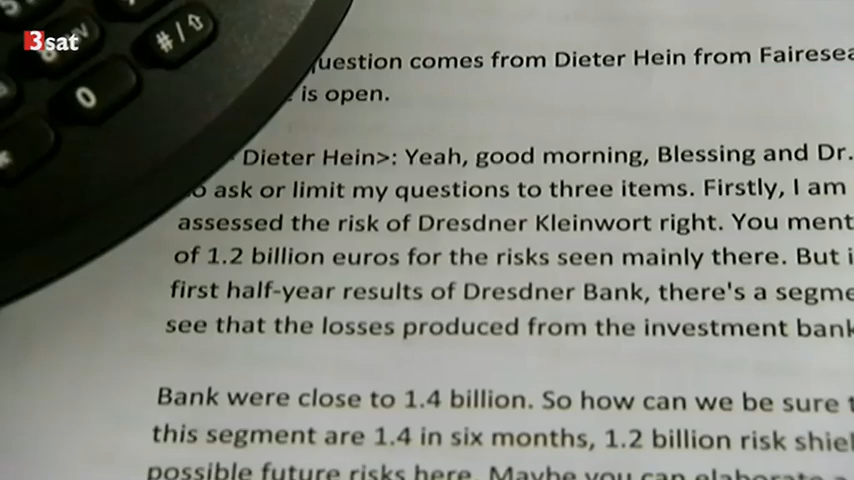 3sat
# / ⇧
0
*
question comes from Dieter Hein from
is open.
Dieter Hein>: Yeah, good morning, Blessing and Dr.
ask or limit my questions to three items. Firstly, I am
assessed the risk of Dresdner Kleinwort right. You
of 1.2 billion euros for the risks seen mainly there. But
first half-year results of Dresdner Bank, there's a
see that the losses produced from the investment
Bank were close to 1.4 billion. So how can we be sure
this segment are 1.4 in six months, 1.2 billion risk
possible future risks here. Maybe you can elaborate